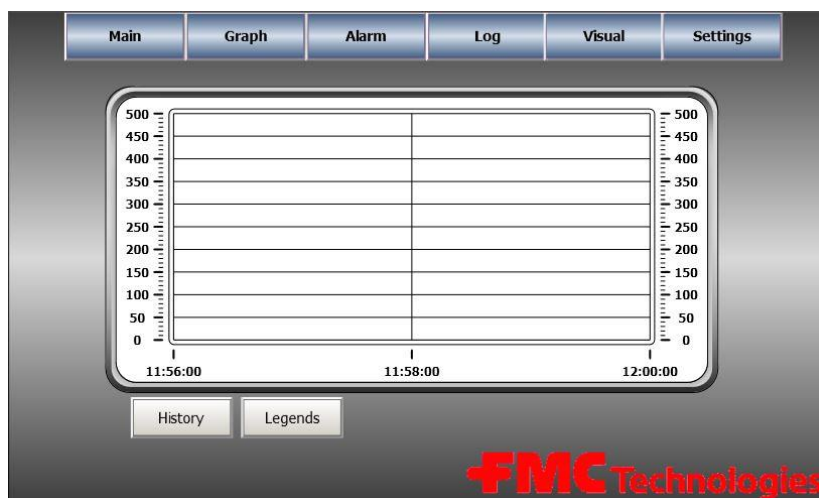 Main Graph Alarm Log Visual Settings
500 500
450 450
400 400
350 350
300 300
250 250
200 200
150 150
100 100
50 50
0 0
11:56:00 11:58:00 12:00:00
History Legends
FMC Technologies